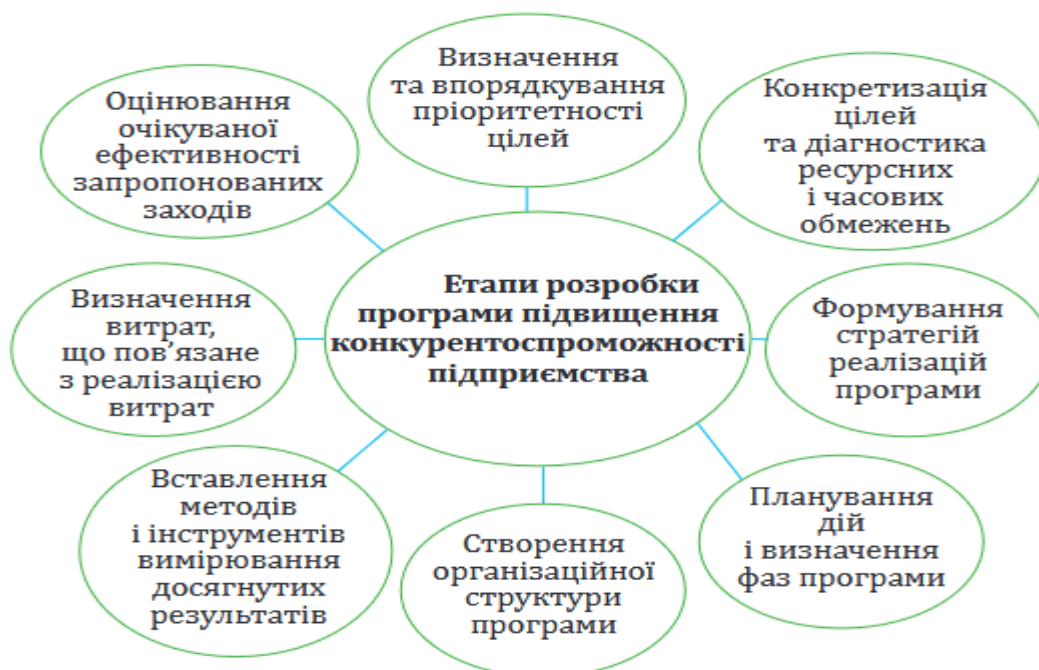 Визначення
та впорядкування
пріоритетності
цілей
Конкретизація
цілей
та діагностика
ресурсних
і часових
обмежень
Формування
стратегій
реалізацій
програми
Планування
дій
і визначення
фаз програми
Створення
організаційної
структури
програми
Вставлення
методів
і інструментів
вимірювання
досягнутих
результатів
Визначення
витрат,
що пов’язане
з реалізацією
витрат
Оцінювання
очікуваної
ефективності
запропонованих
заходів
Етапи розробки
програми підвищення
конкурентоспроможності
підприємства